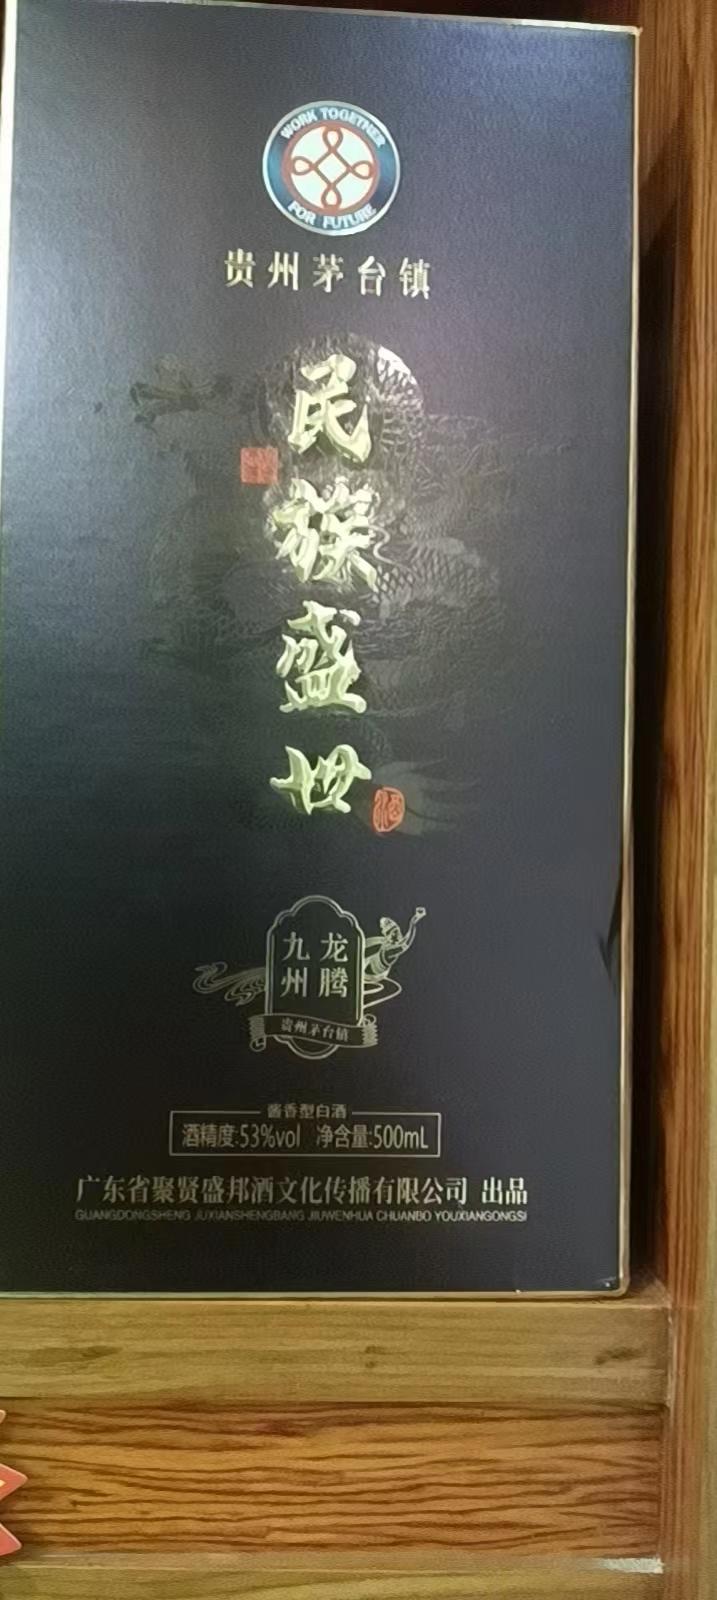 WORK TOGETHER
FOR FUTURE
贵州茅台镇
民族盛世
酒
九州
龙腾
贵州茅台镇
酱香型白酒
酒精度:53%vol 净含量:500mL
广东省聚贤盛邦酒文化传播有限公司 出品
GUANGDONGSHENG JUXIANSHENGBANG JIUWENHUA CHUANBO YOUXIANGONGSI